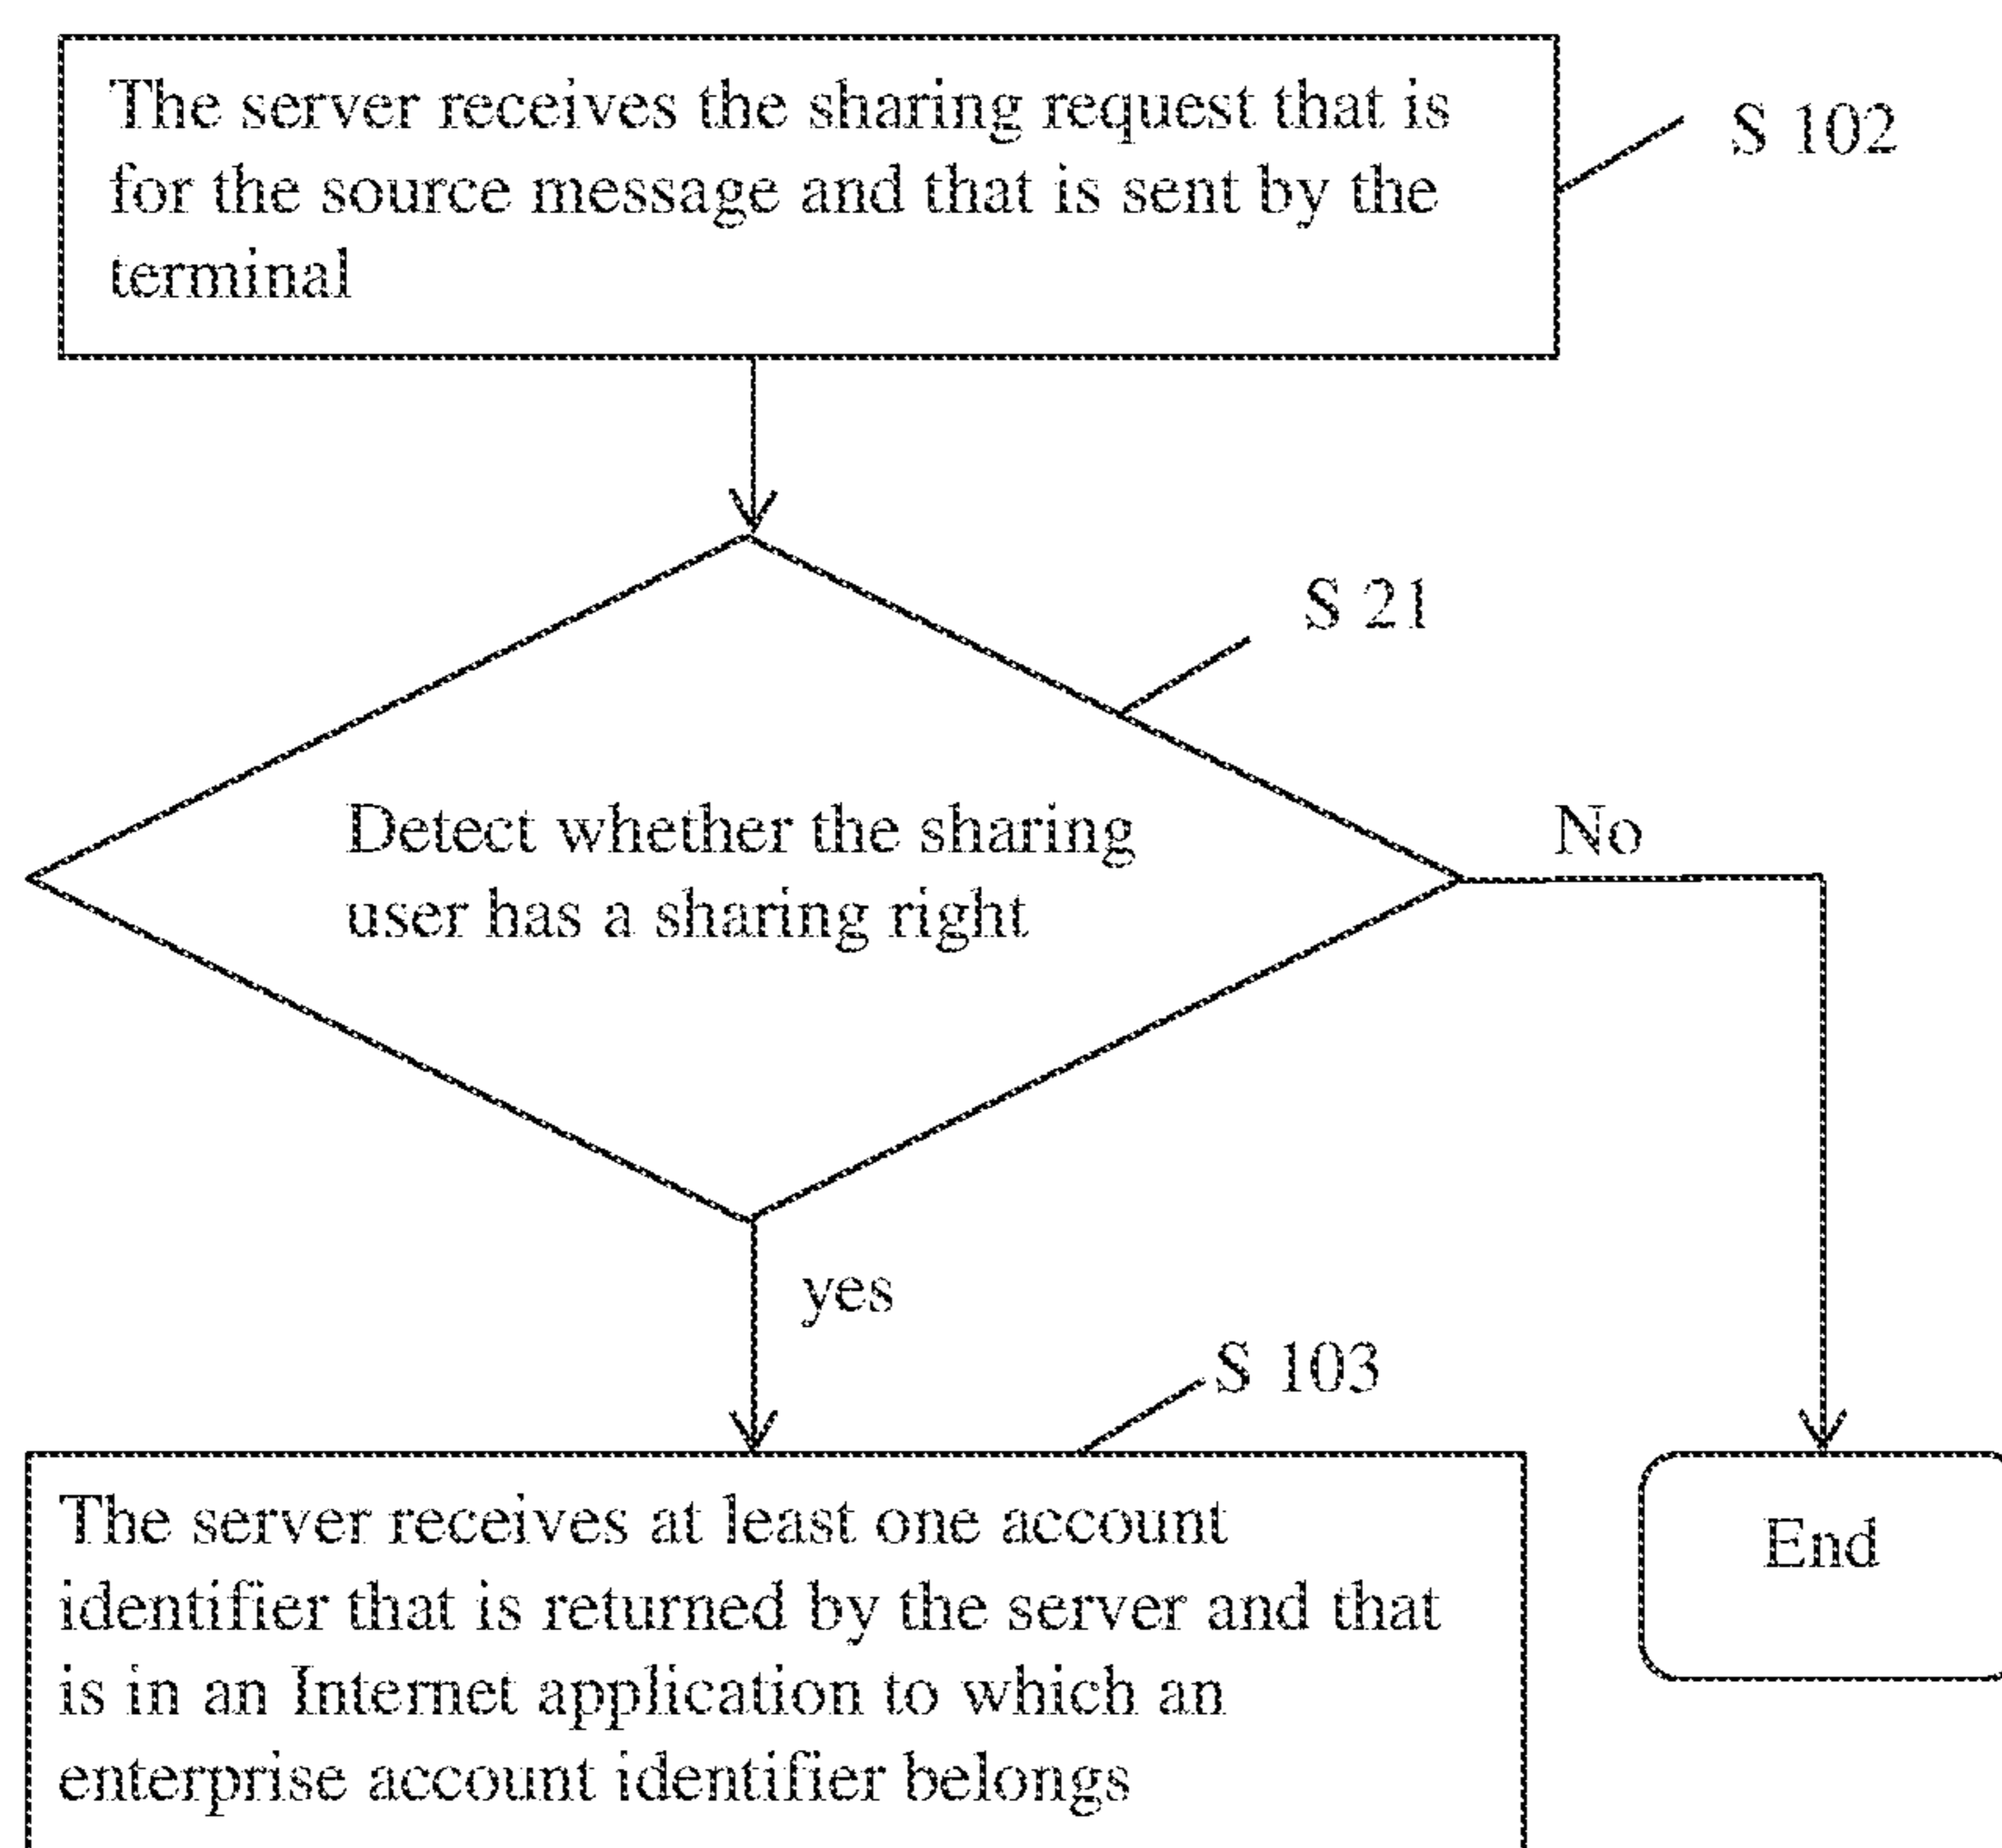 The server receives the sharing request that is
for the source message and that is sent by the
terminal
S 102
S 21
Detect whether the sharing
user has a sharing right
No
yes
S 103
The server receives at least one account
identifier that is returned by the server and that
is in an Internet application to which an
enterprise account identifier belongs
End